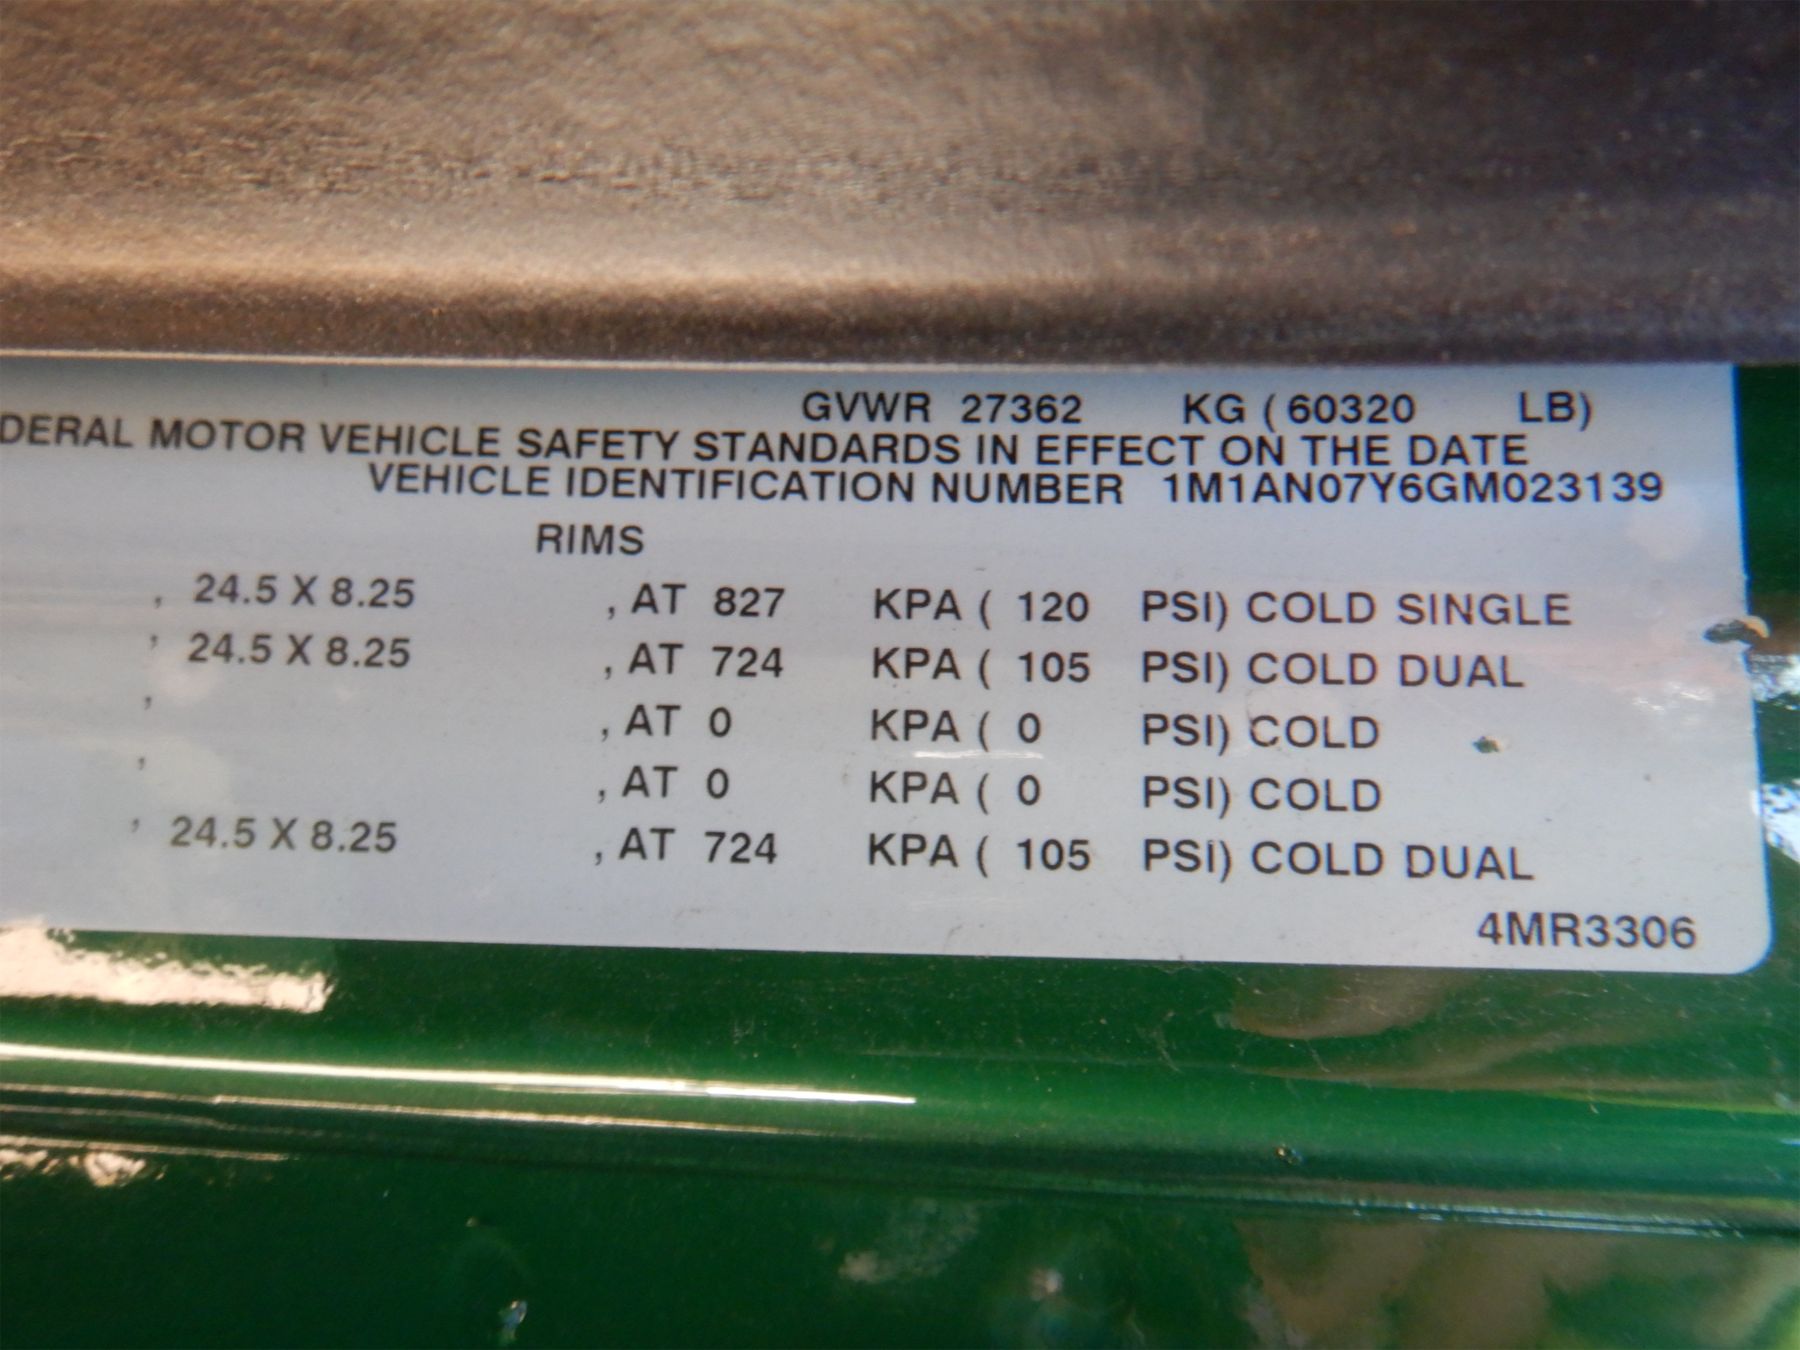 GVWR 27362 KG ( 60320 LB)
DERAL MOTOR VEHICLE SAFETY STANDARDS IN EFFECT ON THE DATE
VEHICLE IDENTIFICATION NUMBER 1M1AN07Y6GM023139
RIMS
, 24.5 X 8.25 , AT 827 KPA ( 120 PSI) COLD SINGLE
, 24.5 X 8.25 , AT 724 KPA ( 105 PSI) COLD DUAL
, , AT 0 KPA ( 0 PSI) COLD
, , AT 0 KPA ( 0 PSI) COLD
, 24.5 X 8.25 , AT 724 KPA ( 105 PSI) COLD DUAL
4MR3306